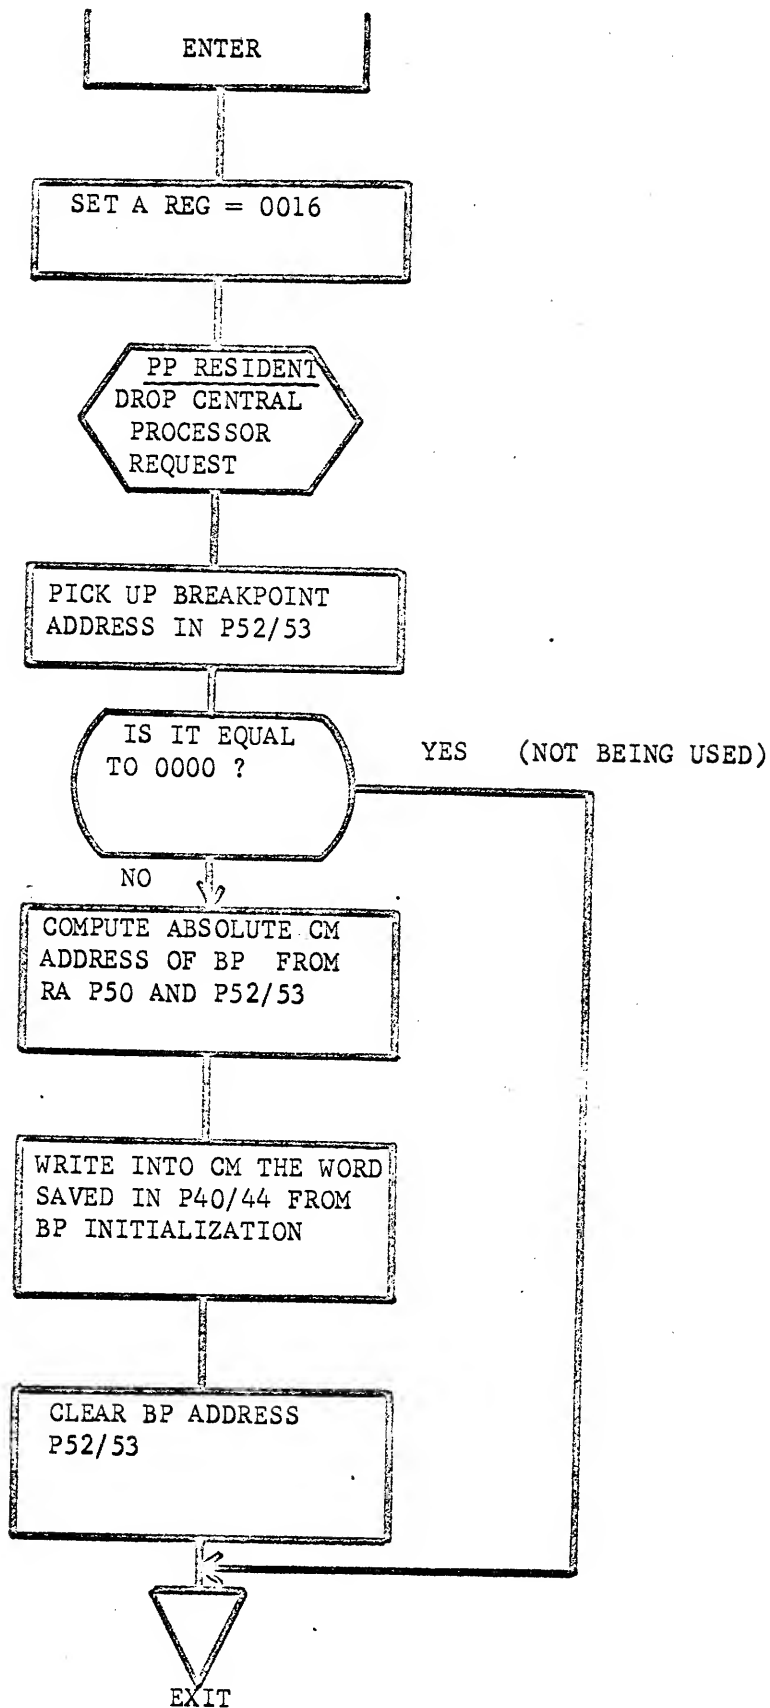 ENTER
SET A REG = 0016
PP RESIDENT
DROP CENTRAL
PROCESSOR
REQUEST
PICK UP BREAKPOINT
ADDRESS IN P52/53
IS IT EQUAL
TO 0000 ?
YES (NOT BEING USED)
NO
COMPUTE ABSOLUTE CM
ADDRESS OF BP FROM
RA P50 AND P52/53
WRITE INTO CM THE WORD
SAVED IN P40/44 FROM
BP INITIALIZATION
CLEAR BP ADDRESS
P52/53
EXIT